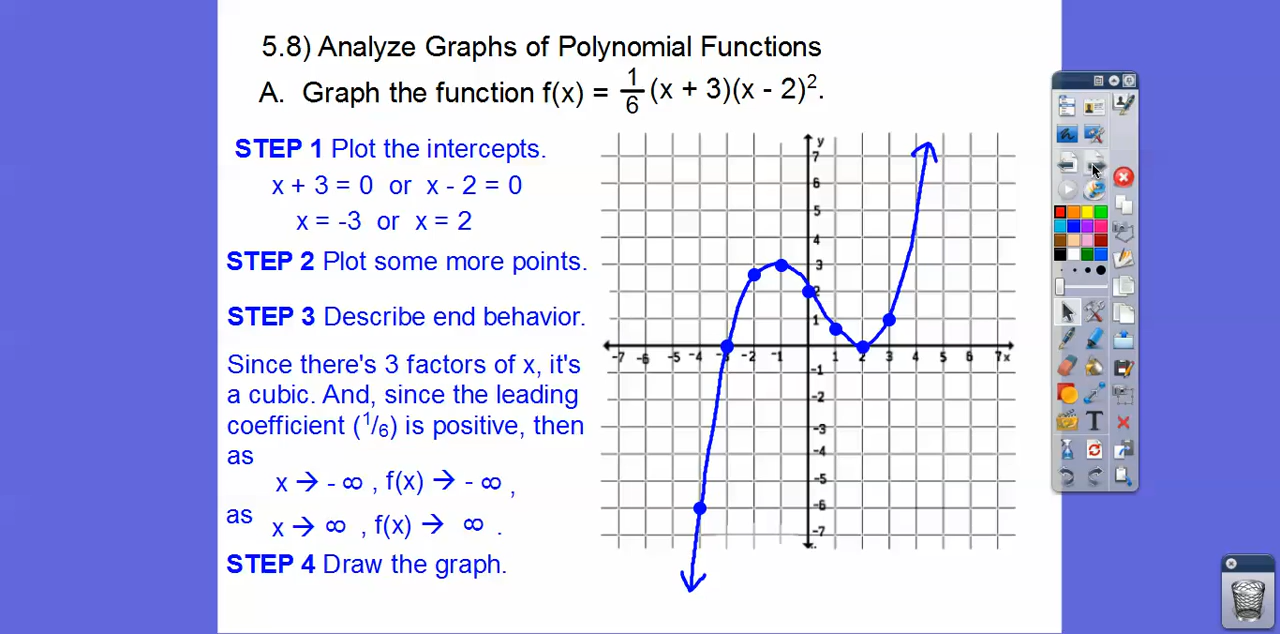 5.8) Analyze Graphs of Polynomial Functions
A. Graph the function f(x) = 1/6 (x + 3)(x - 2)².
STEP 1 Plot the intercepts.
x + 3 = 0 or x - 2 = 0
x = -3 or x = 2
STEP 2 Plot some more points.
STEP 3 Describe end behavior.
Since there's 3 factors of x, it's
a cubic. And, since the leading
coefficient (1/6) is positive, then
as
x → - ∞ , f(x) → - ∞ ,
as
x → ∞ , f(x) → ∞ .
STEP 4 Draw the graph.
y
7
6
5
4
3
2
1
-7 -6 -5 -4 -2 -1 1 2 3 4 5 6 7x
-1
-2
-3
-4
-5
-6
-7
T